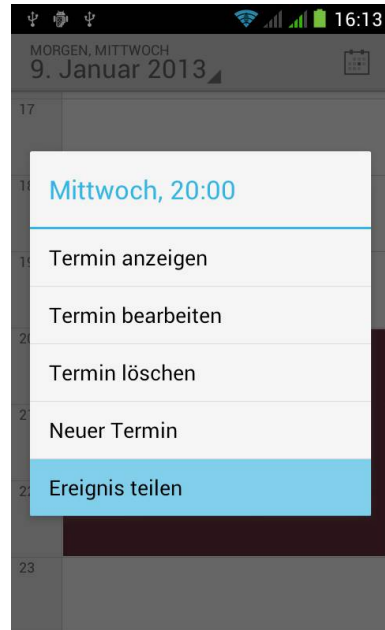 16:13
MORGEN, MITTWOCH
9. Januar 2013
17
Mittwoch, 20:00
Termin anzeigen
Termin bearbeiten
Termin löschen
Neuer Termin
Ereignis teilen
23